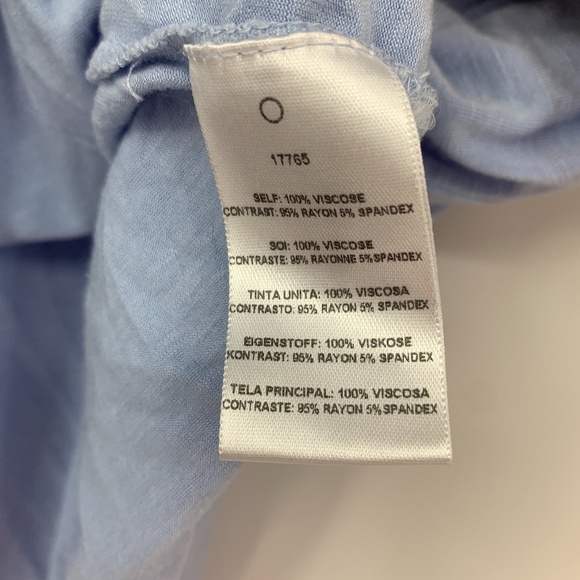 17765
SELF: 100% VISCOSE
CONTRAST: 95% RAYON 5% SPANDEX
SOI: 100% VISCOSE
CONTRASTE: 95% RAYONNE 5% SPANDEX
TINTA UNITA: 100% VISCOSA
CONTRASTO: 95% RAYON 5% SPANDEX
EIGENSTOFF: 100% VISKOSE
KONTRAST: 95% RAYON 5% SPANDEX
TELA PRINCIPAL: 100% VISCOSA
CONTRASTE: 95% RAYON 5% SPANDEX